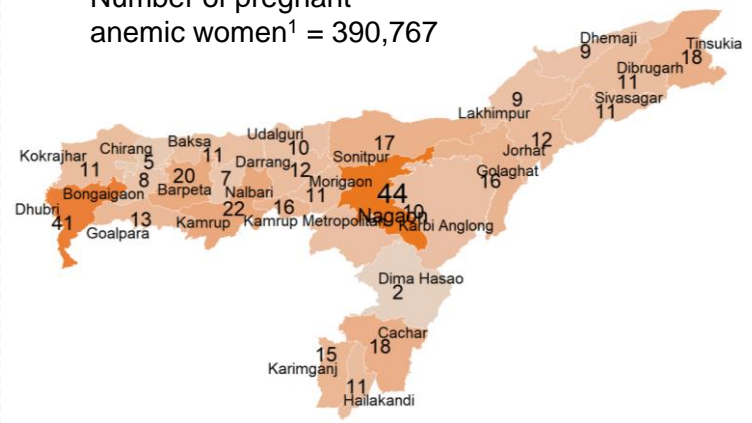 Number of pregnant
anemic women¹ = 390,767
Dhemaji
9
Tinsukia
18
Dibrugarh
11
Sivasagar
11
9
Lakhimpur
12
Jorhat
Golaghat
16
17
Sonitpur
Udalguri
10
Baksa
11
Chirang
5
Kokrajhar
11
Darrang
12
Morigaon
11
20
Barpeta
7
Nalbari
8
Bongaigaon
Dhubri
41
13
Goalpara
22
Kamrup
16
Kamrup Metropolitan
44
Nagaon
10
Karbi Anglong
Dima Hasao
2
Cachar
18
15
Karimganj
11
Hailakandi